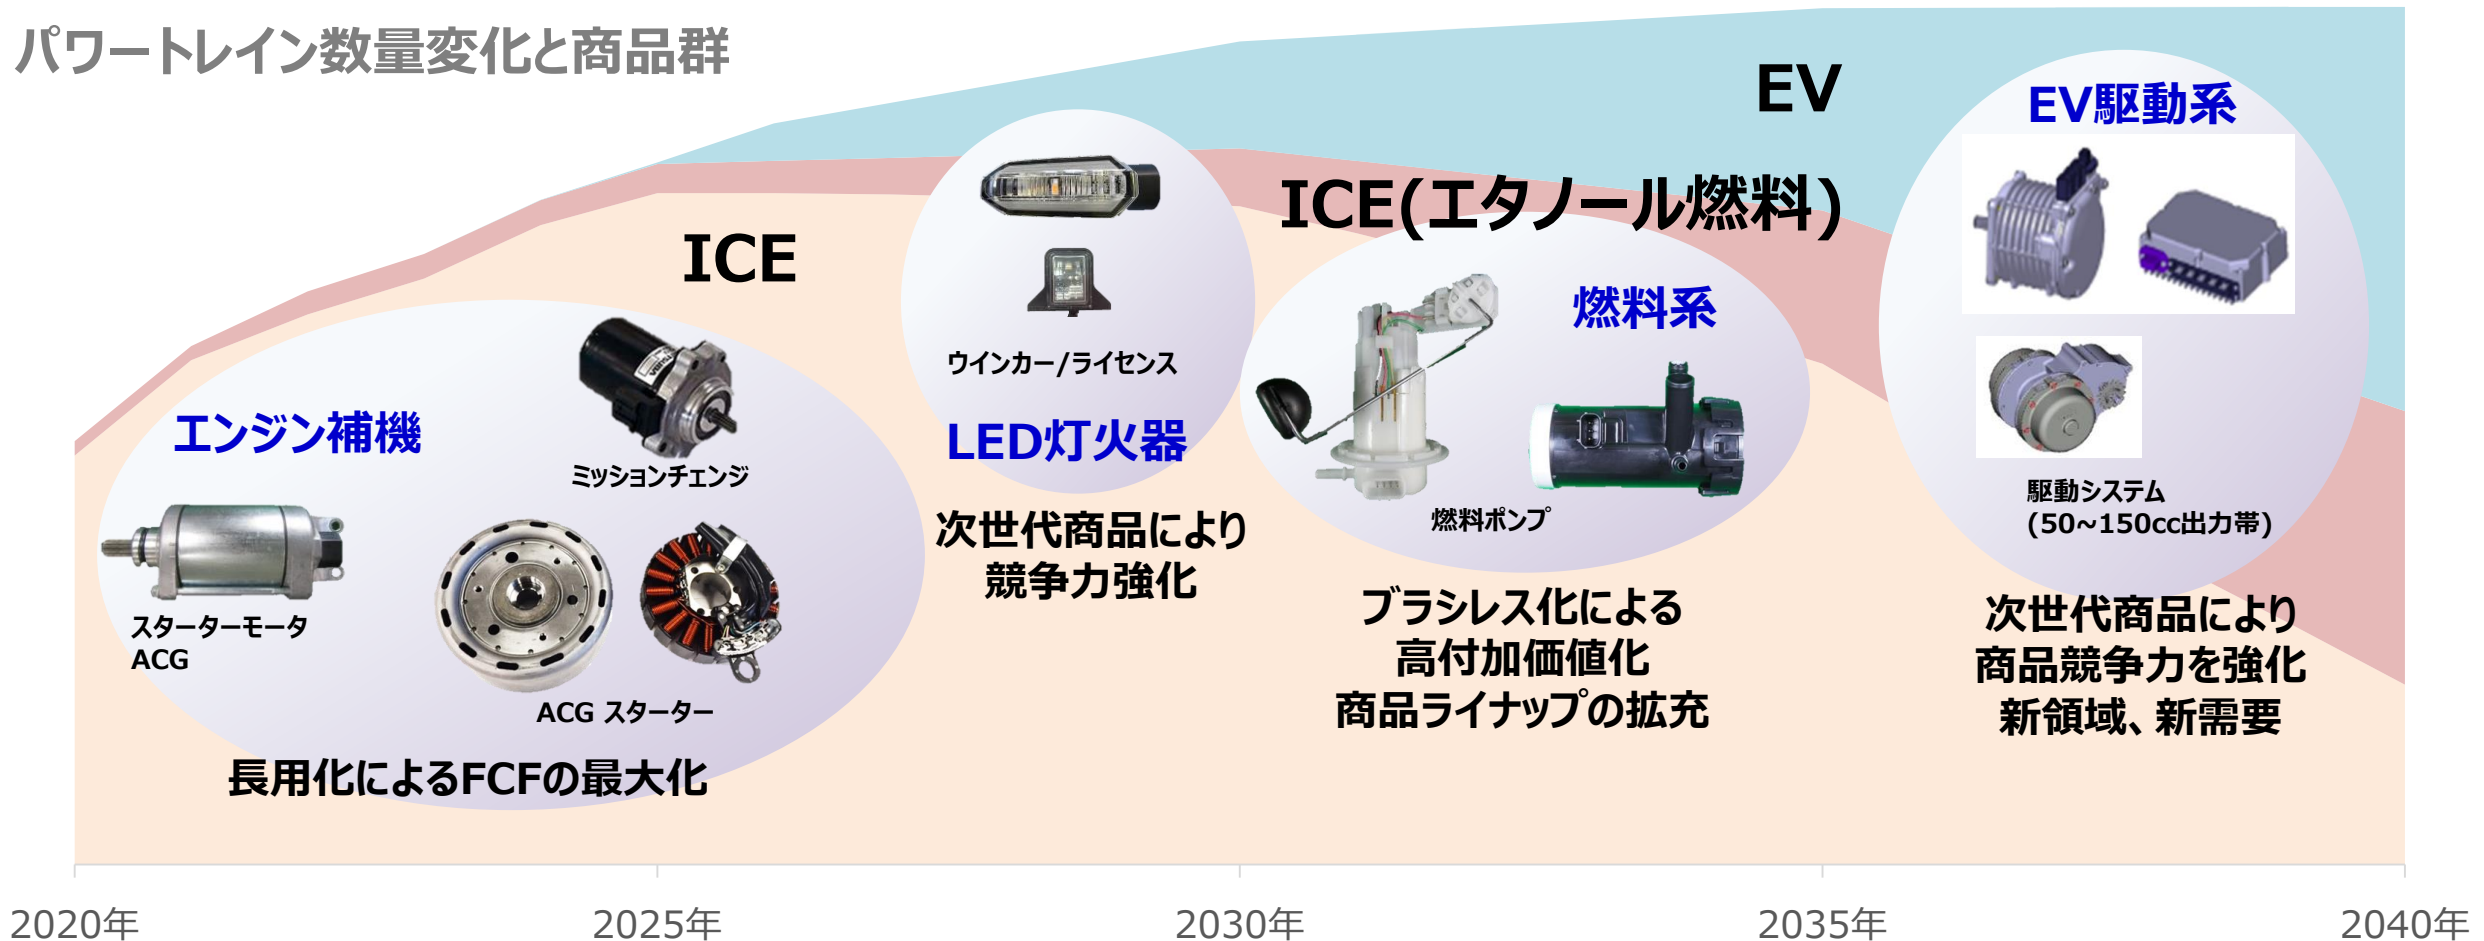 パワートレイン数量変化と商品群
EV
ICE(エタノール燃料)
ICE
エンジン補機
ミッションチェンジ
スターターモータ
ACG
ACG スターター
長用化によるFCFの最大化
ウインカー/ライセンス
LED灯火器
次世代商品により
競争力強化
燃料系
燃料ポンプ
ブラシレス化による
高付加価値化
商品ライナップの拡充
EV駆動系
駆動システム
(50~150cc出力帯)
次世代商品により
商品競争力を強化
新領域、新需要
2020年
2025年
2030年
2035年
2040年